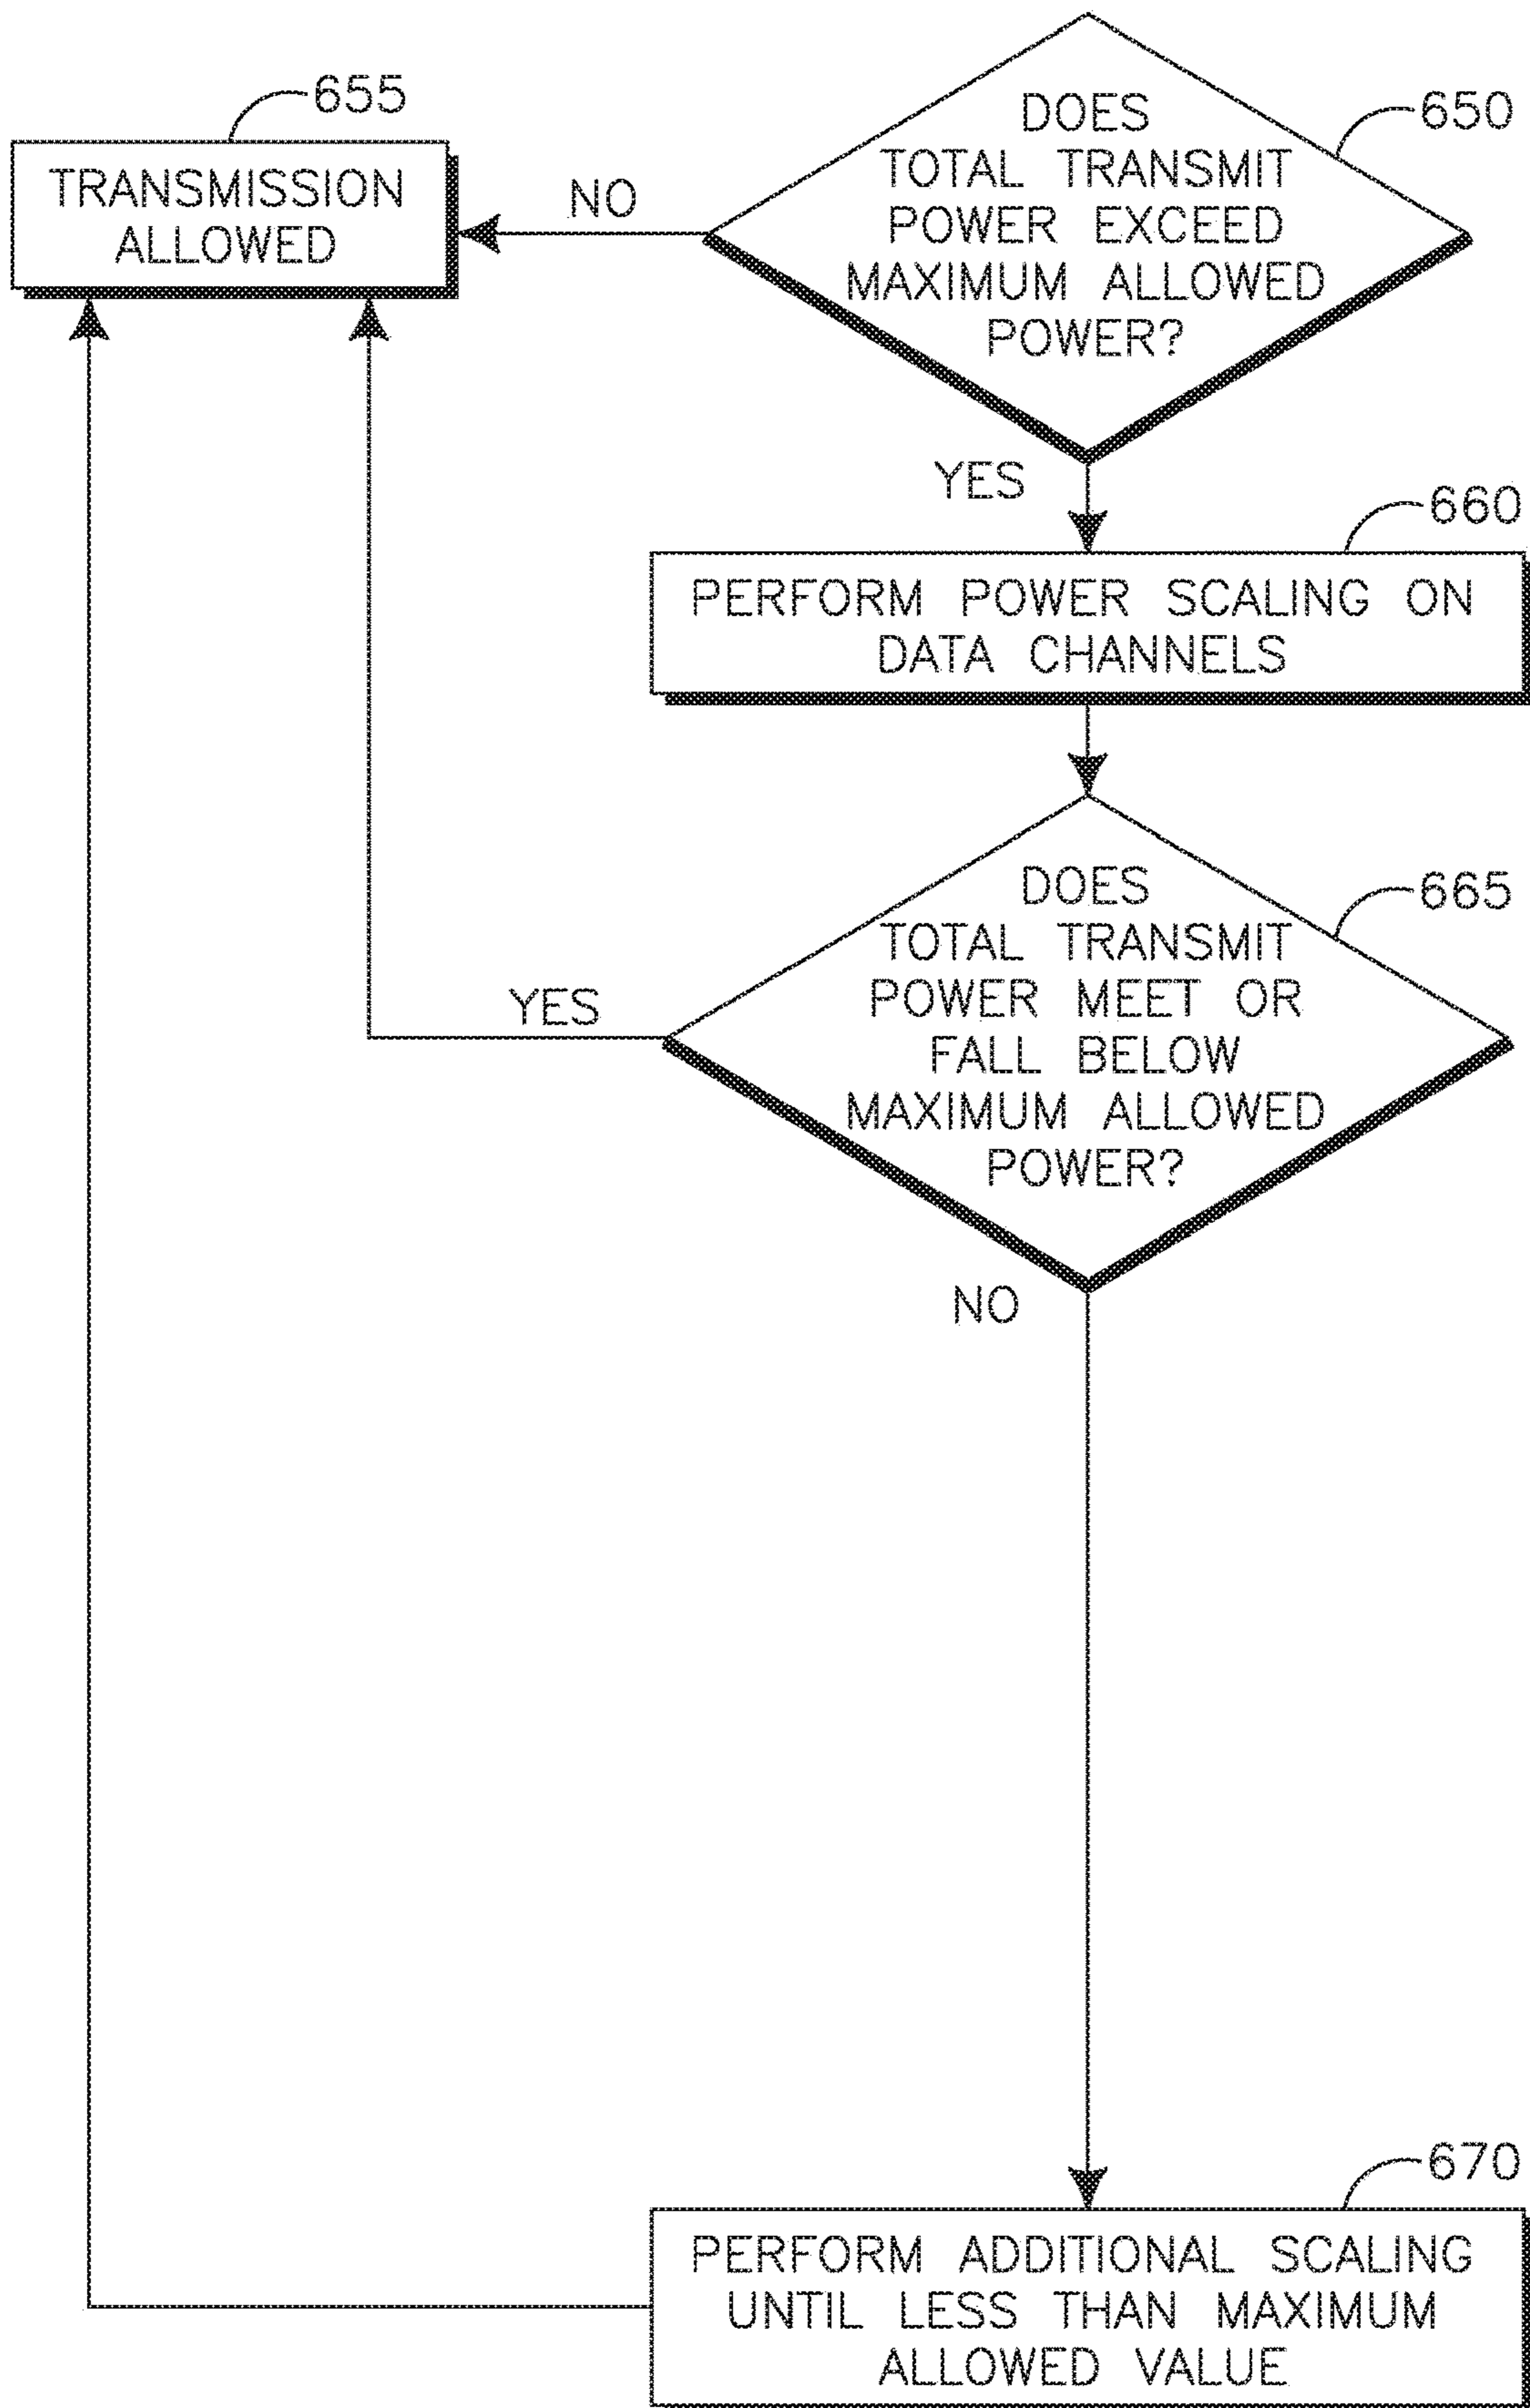 655
TRANSMISSION
ALLOWED
NO
DOES
TOTAL TRANSMIT
POWER EXCEED
MAXIMUM ALLOWED
POWER?
650
YES
660
PERFORM POWER SCALING ON
DATA CHANNELS
DOES
TOTAL TRANSMIT
POWER MEET OR
FALL BELOW
MAXIMUM ALLOWED
POWER?
665
YES
NO
670
PERFORM ADDITIONAL SCALING
UNTIL LESS THAN MAXIMUM
ALLOWED VALUE